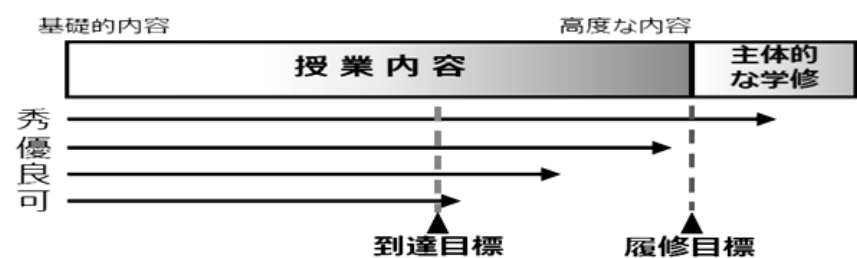 基礎的内容
高度な内容
授業内容
主体的
な学修
秀
優
良
可
到達目標
履修目標